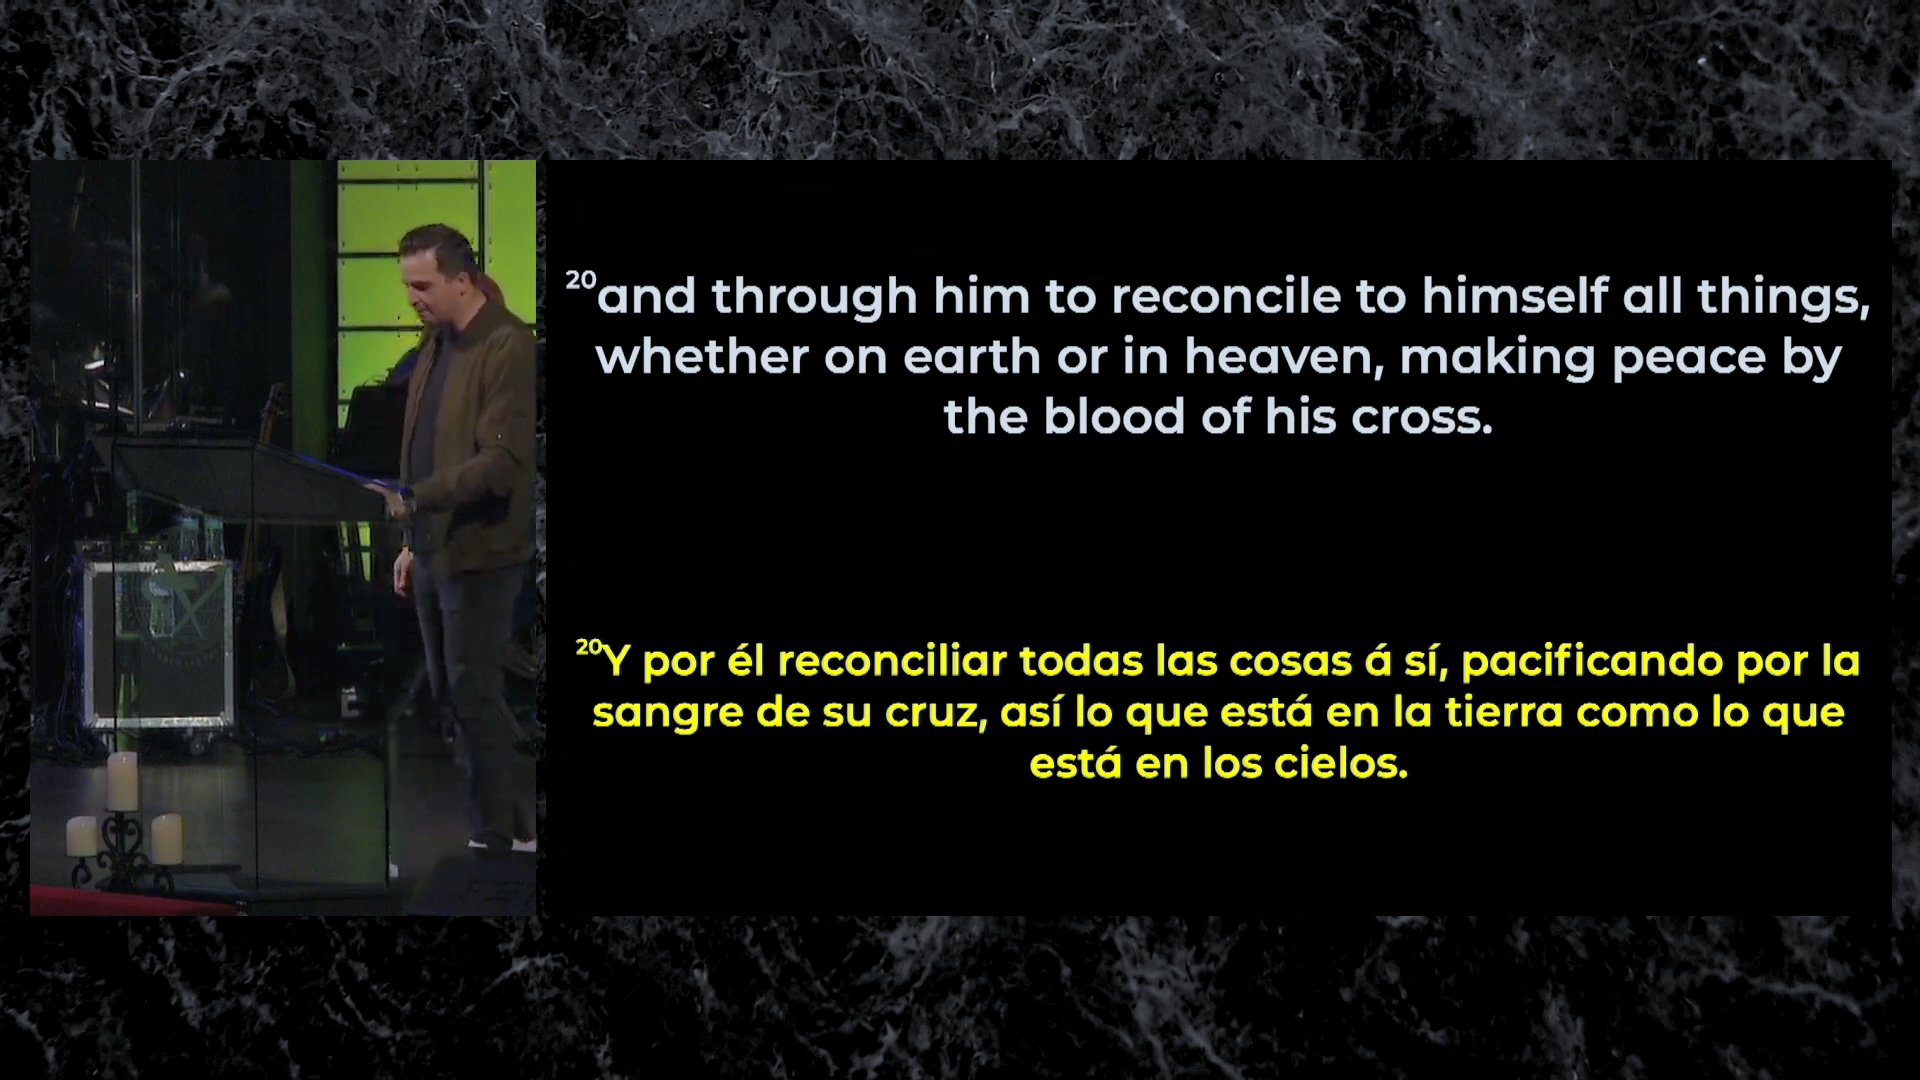 20and through him to reconcile to himself all things,
whether on earth or in heaven, making peace by
the blood of his cross.
20Y por él reconciliar todas las cosas á sí, pacificando por la
sangre de su cruz, así lo que está en la tierra como lo que
está en los cielos.